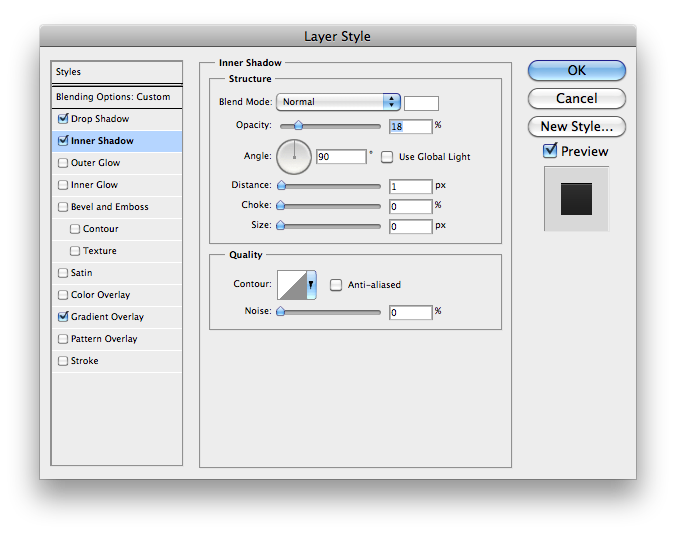 Layer Style
Styles
Blending Options: Custom
Drop Shadow
Inner Shadow
Outer Glow
Inner Glow
Bevel and Emboss
Contour
Texture
Satin
Color Overlay
Gradient Overlay
Pattern Overlay
Stroke
Inner Shadow
Structure
Blend Mode: Normal
Opacity: 18 %
Angle: 90 ° Use Global Light
Distance: 1 px
Choke: 0 %
Size: 0 px
Quality
Contour: Anti-aliased
Noise: 0 %
OK
Cancel
New Style...
Preview